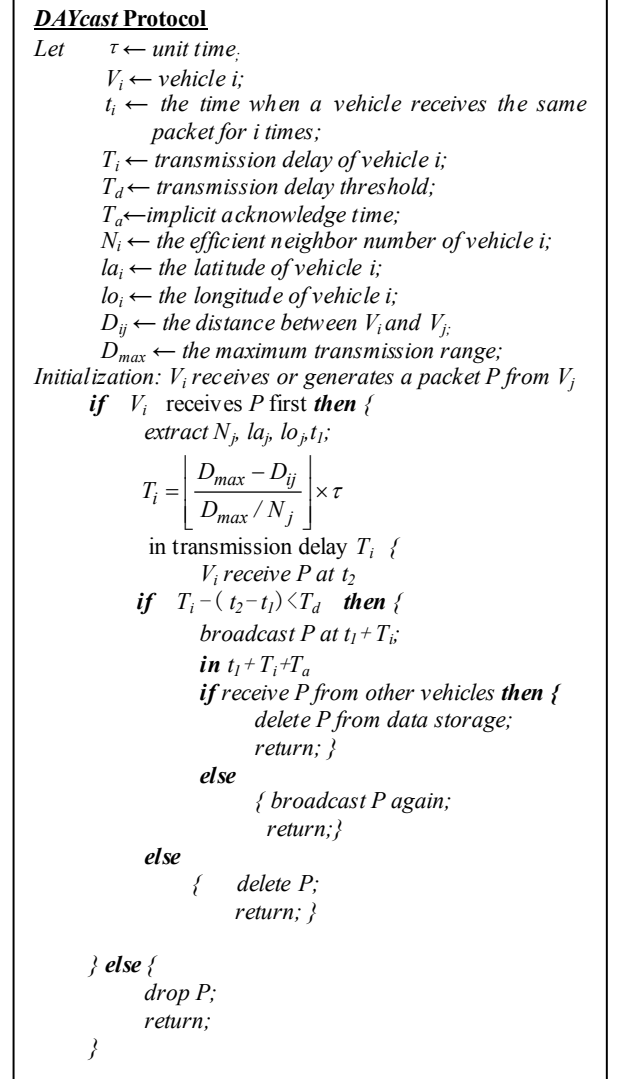 DAYcast Protocol
Let τ ← unit time;
V_i ← vehicle i;
t_i ← the time when a vehicle receives the same
packet for i times;
T_i ← transmission delay of vehicle i;
T_d ← transmission delay threshold;
T_a←implicit acknowledge time;
N_i ← the efficient neighbor number of vehicle i;
la_i ← the latitude of vehicle i;
lo_i ← the longitude of vehicle i;
D_ij ← the distance between V_i and V_j;
D_max ← the maximum transmission range;
Initialization: V_i receives or generates a packet P from V_j
if V_i receives P first then {
extract N_j, la_j, lo_j,t_1;
T_i = ⌊ (D_max − D_ij) / (D_max / N_j) ⌋ × τ
in transmission delay T_i {
V_i receive P at t_2
if T_i −( t_2−t_1)<T_d then {
broadcast P at t_1+T_i;
in t_1+T_i+T_a
if receive P from other vehicles then {
delete P from data storage;
return; }
else
{ broadcast P again;
return;}
else
{ delete P;
return; }
} else {
drop P;
return;
}